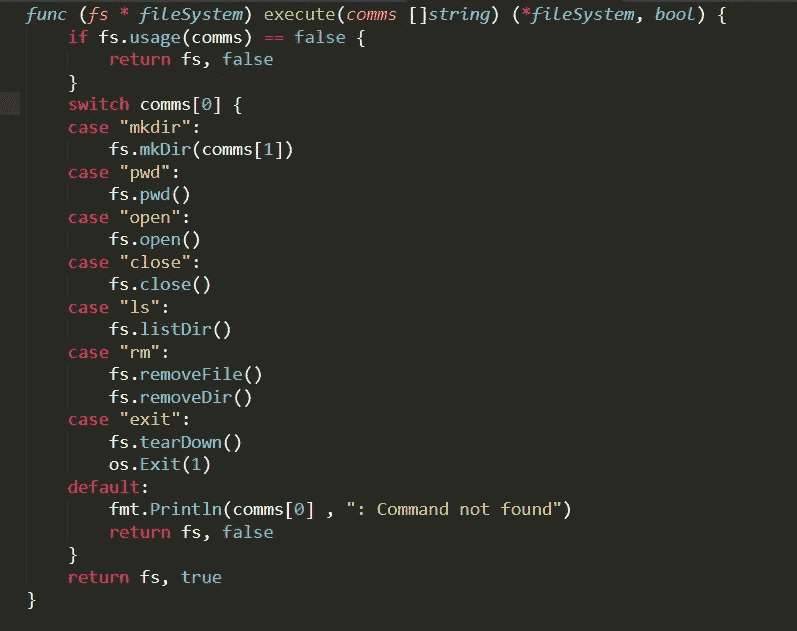 func (fs * fileSystem) execute(comms []string) (*fileSystem, bool) {
    if fs.usage(comms) == false {
        return fs, false
    }
    switch comms[0] {
    case "mkdir":
        fs.mkDir(comms[1])
    case "pwd":
        fs.pwd()
    case "open":
        fs.open()
    case "close":
        fs.close()
    case "ls":
        fs.listDir()
    case "rm":
        fs.removeFile()
        fs.removeDir()
    case "exit":
        fs.tearDown()
        os.Exit(1)
    default:
        fmt.Println(comms[0] , ": Command not found")
        return fs, false
    }
    return fs, true
}